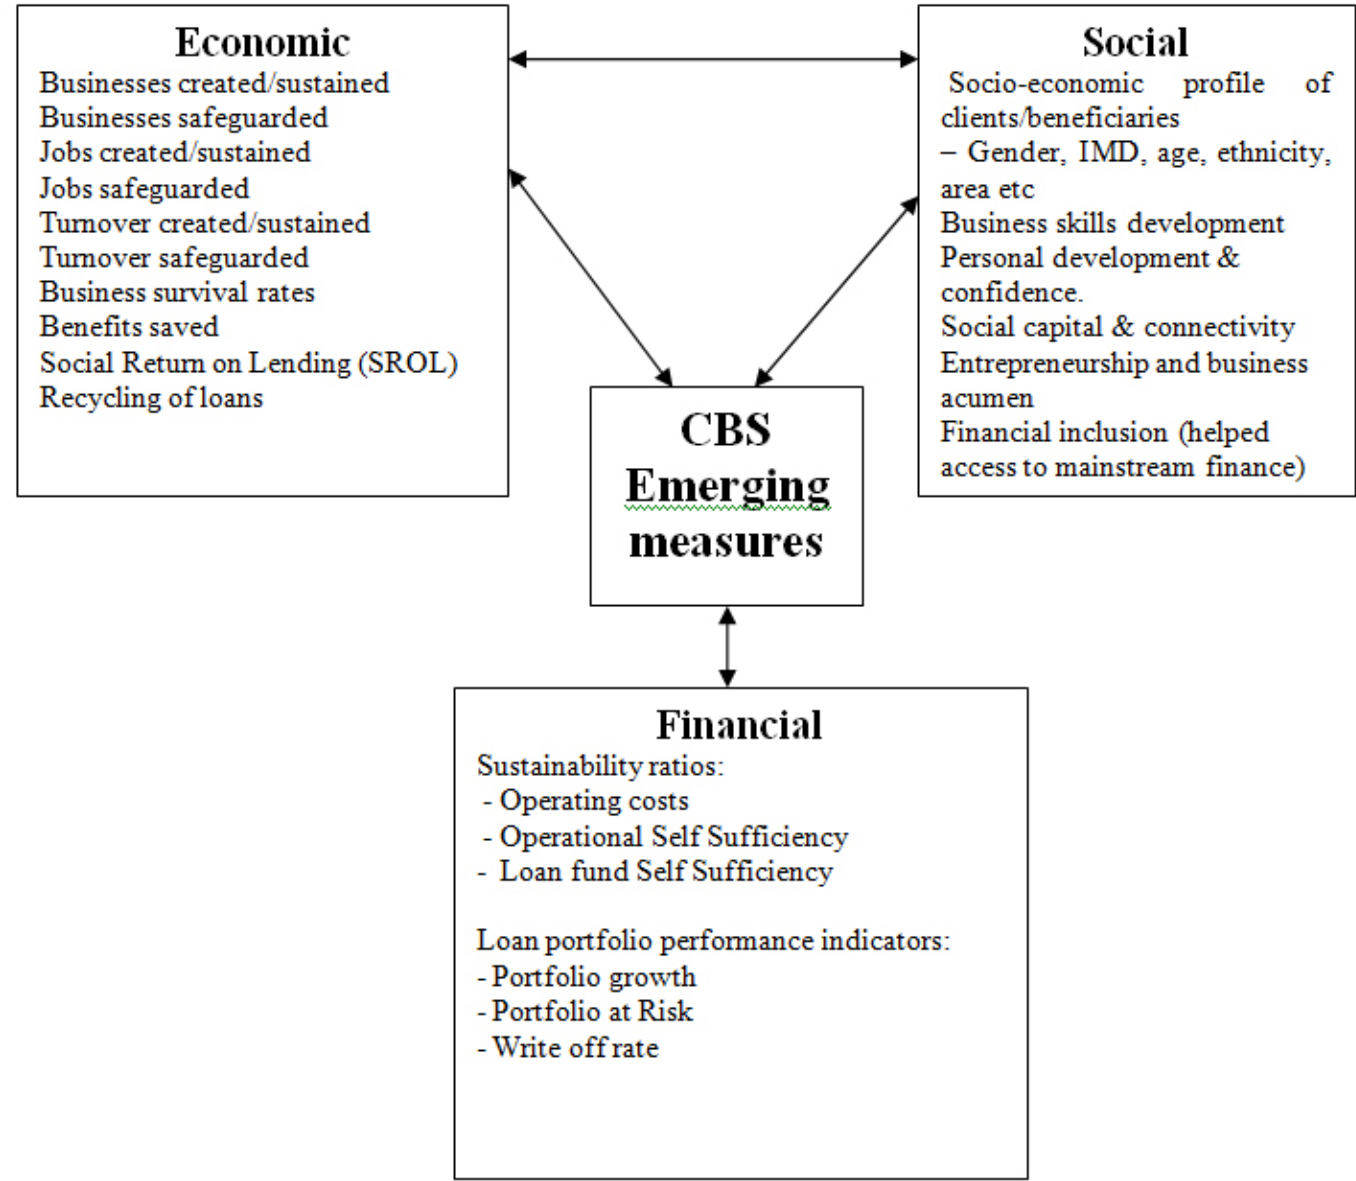 Economic
Businesses created/sustained
Businesses safeguarded
Jobs created/sustained
Jobs safeguarded
Turnover created/sustained
Turnover safeguarded
Business survival rates
Benefits saved
Social Return on Lending (SROL)
Recycling of loans
Social
Socio-economic profile of
clients/beneficiaries
– Gender, IMD, age, ethnicity,
area etc
Business skills development
Personal development &
confidence.
Social capital & connectivity
Entrepreneurship and business
acumen
Financial inclusion (helped
access to mainstream finance)
CBS
Emerging
measures
Financial
Sustainability ratios:
- Operating costs
- Operational Self Sufficiency
- Loan fund Self Sufficiency
Loan portfolio performance indicators:
- Portfolio growth
- Portfolio at Risk
- Write off rate